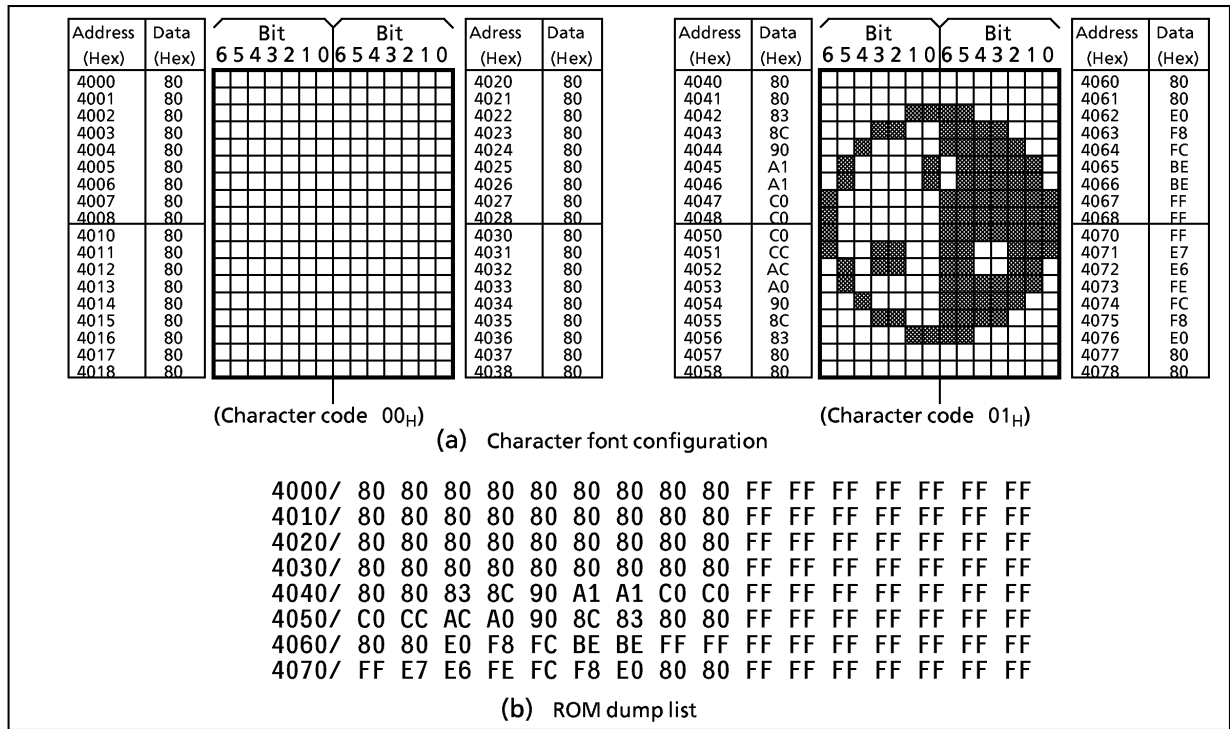 Address Data Bit Bit Address Data Address Data Bit Bit Address Data
(Hex) (Hex) 6 5 4 3 2 1 0 6 5 4 3 2 1 0 (Hex) (Hex) (Hex) (Hex) 6 5 4 3 2 1 0 6 5 4 3 2 1 0 (Hex) (Hex)
4000 80 4020 80 4040 80 4060 80
4001 80 4021 80 4041 80 4061 80
4002 80 4022 80 4042 83 4062 E0
4003 80 4023 80 4043 8C 4063 F8
4004 80 4024 80 4044 90 4064 FC
4005 80 4025 80 4045 A1 4065 BE
4006 80 4026 80 4046 A1 4066 BE
4007 80 4027 80 4047 C0 4067 FF
4008 80 4028 80 4048 C0 4068 FF
4010 80 4030 80 4050 C0 4070 FF
4011 80 4031 80 4051 CC 4071 E7
4012 80 4032 80 4052 AC 4072 E6
4013 80 4033 80 4053 A0 4073 FE
4014 80 4034 80 4054 90 4074 FC
4015 80 4035 80 4055 8C 4075 F8
4016 80 4036 80 4056 83 4076 E0
4017 80 4037 80 4057 80 4077 80
4018 80 4038 80 4058 80 4078 80
(Character code 00H) (Character code 01H)
(a) Character font configuration
4000/ 80 80 80 80 80 80 80 80 80 FF FF FF FF FF FF FF
4010/ 80 80 80 80 80 80 80 80 80 FF FF FF FF FF FF FF
4020/ 80 80 80 80 80 80 80 80 80 FF FF FF FF FF FF FF
4030/ 80 80 80 80 80 80 80 80 80 FF FF FF FF FF FF FF
4040/ 80 80 83 8C 90 A1 A1 C0 C0 FF FF FF FF FF FF FF
4050/ C0 CC AC A0 90 8C 83 80 80 FF FF FF FF FF FF FF
4060/ 80 80 E0 F8 FC BE BE FF FF FF FF FF FF FF FF FF
4070/ FF E7 E6 FE FC F8 E0 80 80 FF FF FF FF FF FF FF
(b) ROM dump list